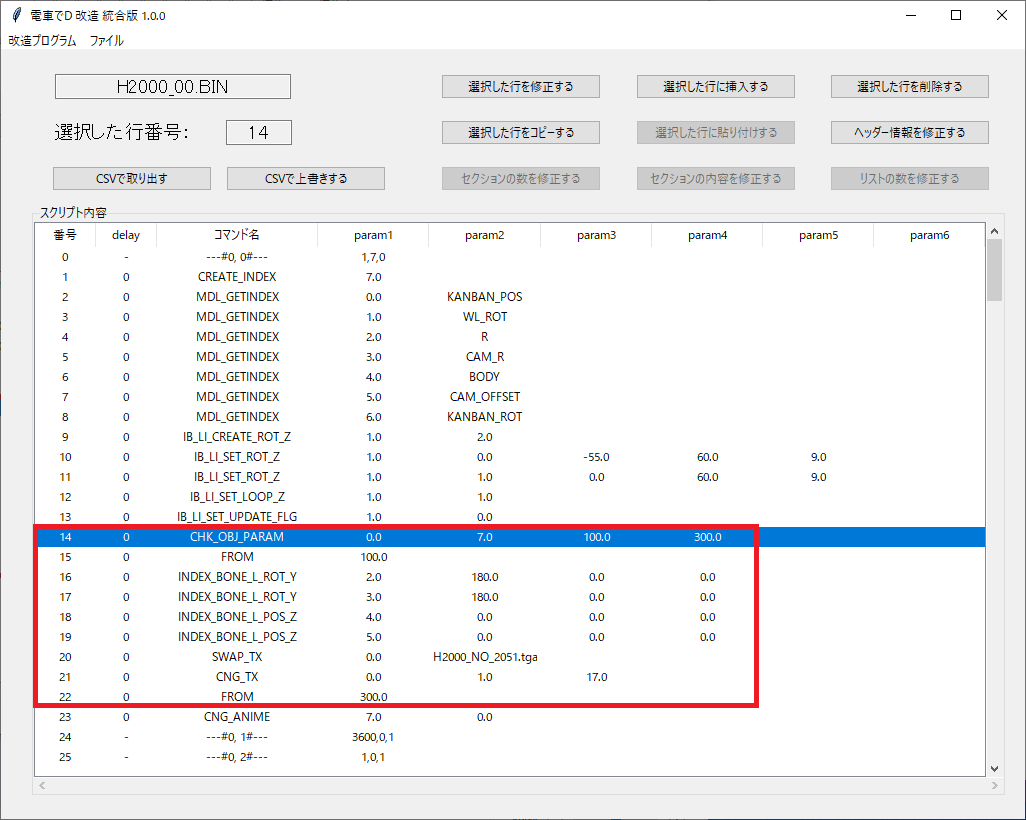 電車でD 改造 統合版 1.0.0
改造プログラム ファイル
H2000_00.BIN 選択した行を修正する 選択した行に挿入する 選択した行を削除する
選択した行番号: 14 選択した行をコピーする 選択した行に貼り付けする ヘッダー情報を修正する
CSVで取り出す CSVで上書きする セクションの数を修正する セクションの内容を修正する リストの数を修正する
スクリプト内容
番号 delay コマンド名 param1 param2 param3 param4 param5 param6
0 - ---#0, 0#--- 1,7,0
1 0 CREATE_INDEX 7.0
2 0 MDL_GETINDEX 0.0 KANBAN_POS
3 0 MDL_GETINDEX 1.0 WL_ROT
4 0 MDL_GETINDEX 2.0 R
5 0 MDL_GETINDEX 3.0 CAM_R
6 0 MDL_GETINDEX 4.0 BODY
7 0 MDL_GETINDEX 5.0 CAM_OFFSET
8 0 MDL_GETINDEX 6.0 KANBAN_ROT
9 0 IB_LI_CREATE_ROT_Z 1.0 2.0
10 0 IB_LI_SET_ROT_Z 1.0 0.0 -55.0 60.0 9.0
11 0 IB_LI_SET_ROT_Z 1.0 1.0 0.0 60.0 9.0
12 0 IB_LI_SET_LOOP_Z 1.0 1.0
13 0 IB_LI_SET_UPDATE_FLG 1.0 0.0
14 0 CHK_OBJ_PARAM 0.0 7.0 100.0 300.0
15 0 FROM 100.0
16 0 INDEX_BONE_L_ROT_Y 2.0 180.0 0.0 0.0
17 0 INDEX_BONE_L_ROT_Y 3.0 180.0 0.0 0.0
18 0 INDEX_BONE_L_POS_Z 4.0 0.0 0.0 0.0
19 0 INDEX_BONE_L_POS_Z 5.0 0.0 0.0 0.0
20 0 SWAP_TX 0.0 H2000_NO_2051.tga
21 0 CNG_TX 0.0 1.0 17.0
22 0 FROM 300.0
23 0 CNG_ANIME 7.0 0.0
24 - ---#0, 1#--- 3600,0,1
25 - ---#0, 2#--- 1,0,1